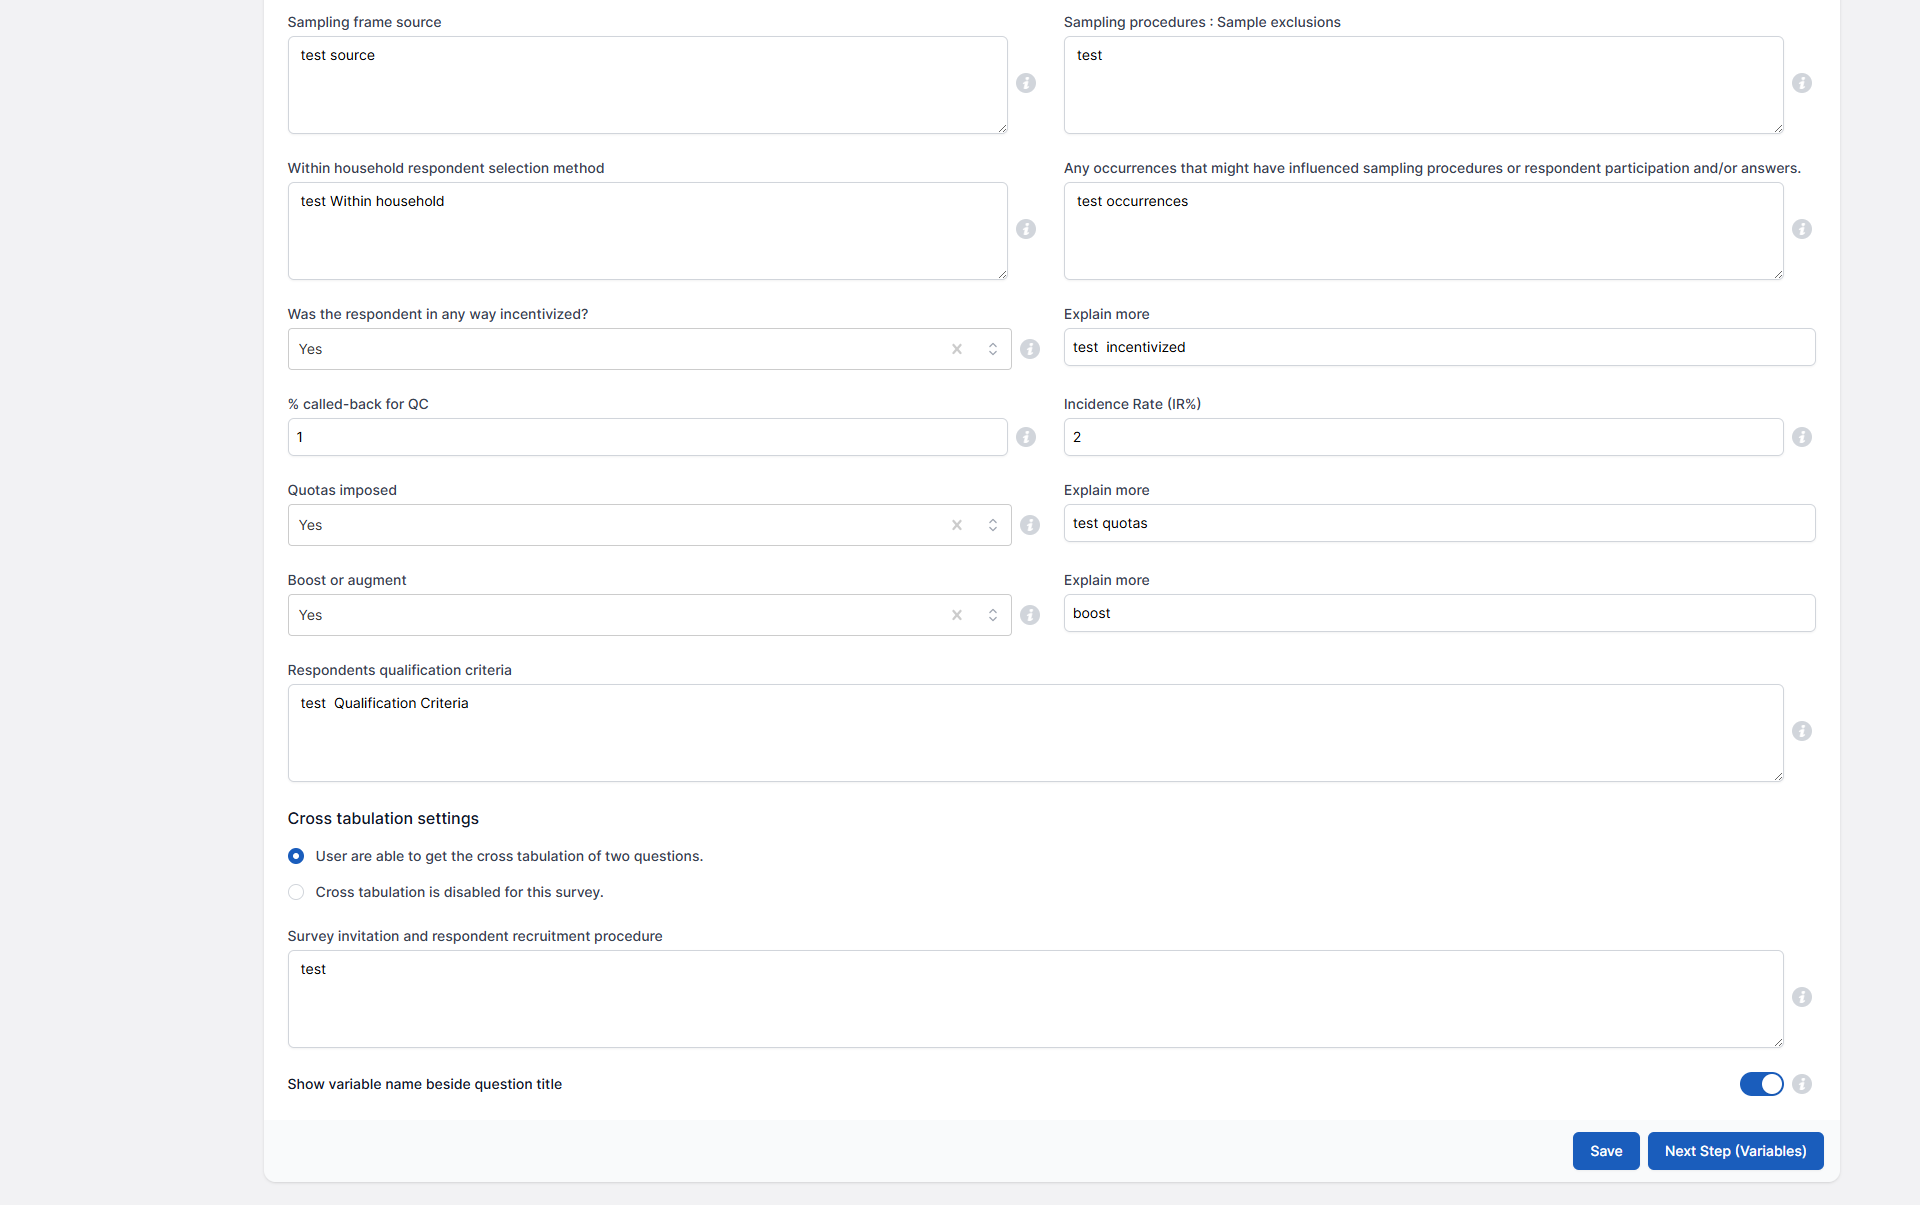 Sampling frame source
Sampling procedures : Sample exclusions
test source
test
Within household respondent selection method
Any occurrences that might have influenced sampling procedures or respondent participation and/or answers.
test Within household
test occurrences
Was the respondent in any way incentivized?
Explain more
Yes
test  incentivized
% called-back for QC
Incidence Rate (IR%)
1
2
Quotas imposed
Explain more
Yes
test quotas
Boost or augment
Explain more
Yes
boost
Respondents qualification criteria
test  Qualification Criteria
Cross tabulation settings
User are able to get the cross tabulation of two questions.
Cross tabulation is disabled for this survey.
Survey invitation and respondent recruitment procedure
test
Show variable name beside question title
Save
Next Step (Variables)